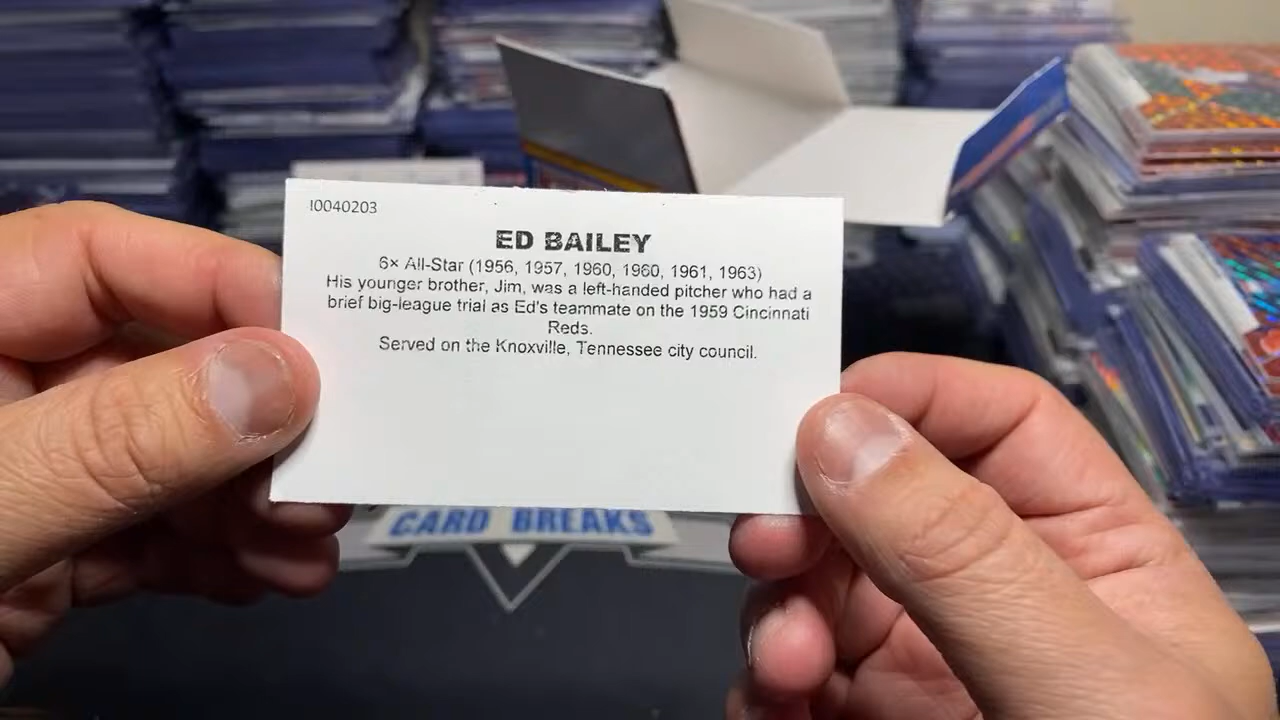 I0040203
ED BAILEY
6× All-Star (1956, 1957, 1960, 1960, 1961, 1963)
His younger brother, Jim, was a left-handed pitcher who had a
brief big-league trial as Ed's teammate on the 1959 Cincinnati
Reds.
Served on the Knoxville, Tennessee city council.
CARD BREAKS